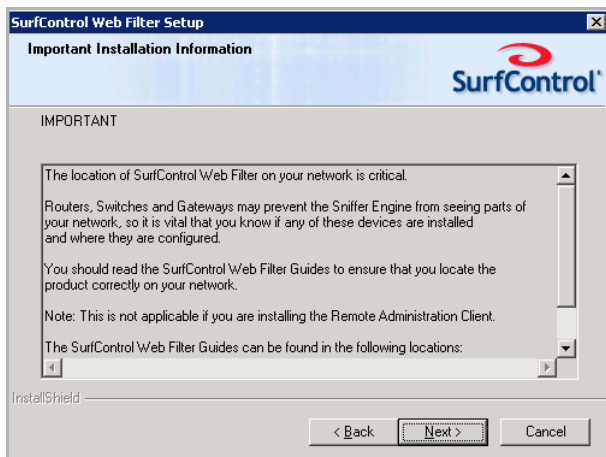 SurfControl Web Filter Setup
Important Installation Information
SurfControl
IMPORTANT
The location of SurfControl Web Filter on your network is critical.
Routers, Switches and Gateways may prevent the Sniffer Engine from seeing parts of
your network, so it is vital that you know if any of these devices are installed
and where they are configured.
You should read the SurfControl Web Filter Guides to ensure that you locate the
product correctly on your network.
Note: This is not applicable if you are installing the Remote Administration Client.
The SurfControl Web Filter Guides can be found in the following locations:
InstallShield
< Back
Next >
Cancel